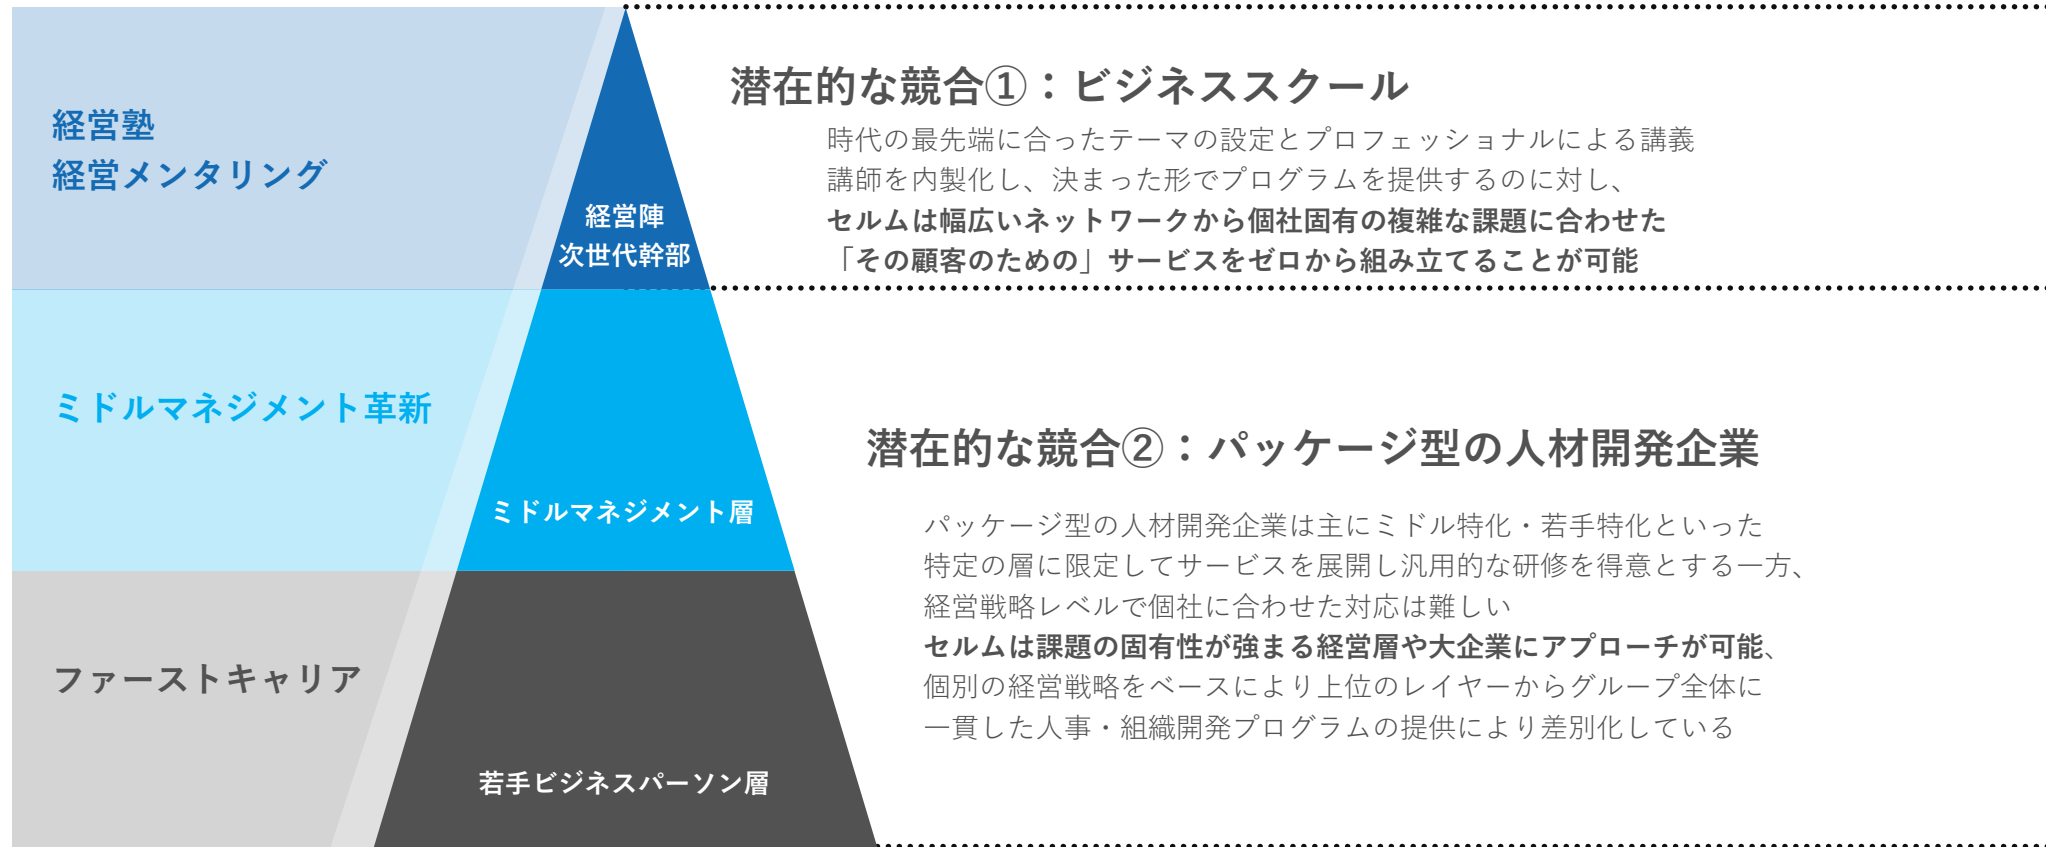 経営塾
経営メンタリング
経営陣
次世代幹部
潜在的な競合①：ビジネススクール
時代の最先端に合ったテーマの設定とプロフェッショナルによる講義
講師を内製化し、決まった形でプログラムを提供するのに対し、
セルムは幅広いネットワークから個社固有の複雑な課題に合わせた
「その顧客のための」サービスをゼロから組み立てることが可能
ミドルマネジメント革新
ミドルマネジメント層
潜在的な競合②：パッケージ型の人材開発企業
パッケージ型の人材開発企業は主にミドル特化・若手特化といった
特定の層に限定してサービスを展開し汎用的な研修を得意とする一方、
経営戦略レベルで個社に合わせた対応は難しい
セルムは課題の固有性が強まる経営層や大企業にアプローチが可能、
個別の経営戦略をベースにより上位のレイヤーからグループ全体に
一貫した人事・組織開発プログラムの提供により差別化している
ファーストキャリア
若手ビジネスパーソン層